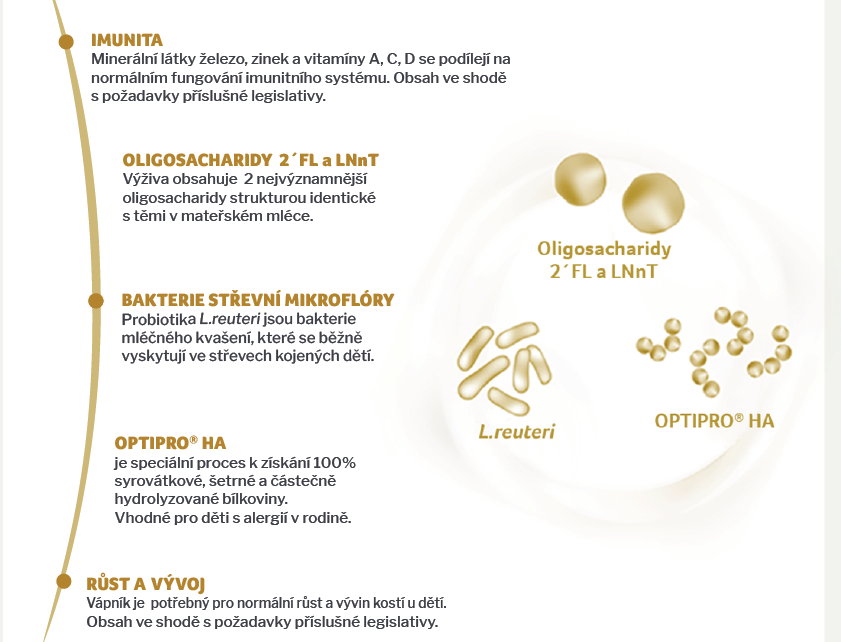 IMUNITA
Minerální látky železo, zinek a vitamíny A, C, D se podílejí na
normálním fungování imunitního systému. Obsah ve shodě
s požadavky příslušné legislativy.
OLIGOSACHARIDY 2´FL a LNnT
Výživa obsahuje 2 nejvýznamnější
oligosacharidy strukturou identické
s těmi v mateřském mléce.
Oligosacharidy
2´FL a LNnT
BAKTERIE STŘEVNÍ MIKROFLÓRY
Probiotika L.reuteri jsou bakterie
mléčného kvašení, které se běžně
vyskytují ve střevech kojených dětí.
L.reuteri
OPTIPRO® HA
OPTIPRO® HA
je speciální proces k získání 100%
syrovátkové, šetrné a částečně
hydrolyzované bílkoviny.
Vhodné pro děti s alergií v rodině.
RŮST A VÝVOJ
Vápník je potřebný pro normální růst a vývin kostí u dětí.
Obsah ve shodě s požadavky příslušné legislativy.